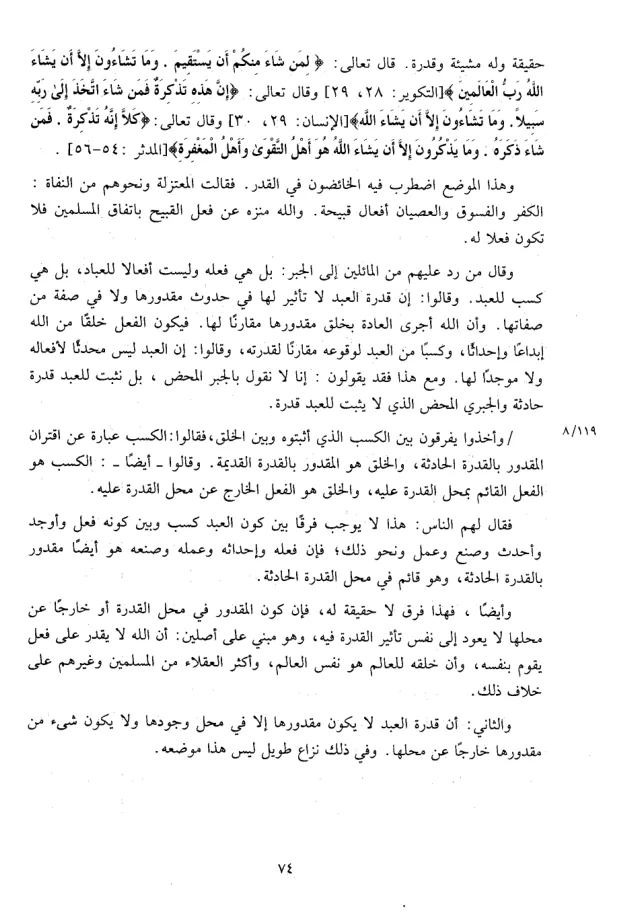 حقيقة وله مشيئة وقدرة. قال تعالى: ﴿ لِمَن شَاءَ مِنكُمْ أَن يَسْتَقِيمَ . وَمَا تَشَاءُونَ إِلاَّ أَن يَشَاءَ
اللَّهُ رَبُّ الْعَالَمِينَ ﴾[التكوير: ٢٨، ٢٩] وقال تعالى: ﴿إِنَّ هَذِه تَذْكِرَةٌ فَمَن شَاءَ اتَّخَذَ إِلَىٰ رَبِّهِ
سَبِيلاً. وَمَا تَشَاءُونَ إِلاَّ أَن يَشَاءَ اللَّه﴾[الإنسان: ٢٩، ٣٠] وقال تعالى:﴿كَلاَّ إِنَّهُ تَذْكِرَةٌ . فَمَن
شَاءَ ذَكَرَهُ . وَمَا يَذْكُرُونَ إِلاَّ أَن يَشَاءَ اللَّهُ هُوَ أَهْلُ التَّقْوَىٰ وَأَهْلُ الْمَغْفِرَة﴾[المدثر :٥٤-٥٦] .
وهذا الموضع اضطرب فيه الخائضون في القدر. فقالت المعتزلة ونحوهم من النفاة :
الكفر والفسوق والعصيان أفعال قبيحة. والله منزه عن فعل القبيح باتفاق المسلمين فلا
تكون فعلا له.
وقال من رد عليهم من المائلين إلى الجبر: بل هي فعله وليست أفعالا للعباد، بل هي
كسب للعبد. وقالوا: إن قدرة العبد لا تأثير لها في حدوث مقدورها ولا في صفة من
صفاتها. وأن الله أجرى العادة بخلق مقدورها مقارنًا لها. فيكون الفعل خلقًا من الله
إبداعًا وإحداثًا، وكسبًا من العبد لوقوعه مقارنًا لقدرته، وقالوا: إن العبد ليس محدثًا لأفعاله
ولا موجدًا لها. ومع هذا فقد يقولون : إنا لا نقول بالجبر المحض ، بل نثبت للعبد قدرة
حادثة والجبري المحض الذي لا يثبت للعبد قدرة.
٨/١١٩
/ وأخذوا يفرقون بين الكسب الذي أثبتوه وبين الخلق،فقالوا:الكسب عبارة عن اقتران
المقدور بالقدرة الحادثة، والخلق هو المقدور بالقدرة القديمة. وقالوا ـ أيضًا ـ : الكسب هو
الفعل القائم بمحل القدرة عليه، والخلق هو الفعل الخارج عن محل القدرة عليه.
فقال لهم الناس: هذا لا يوجب فرقًا بين كون العبد كسب وبين كونه فعل وأوجد
وأحدث وصنع وعمل ونحو ذلك؛ فإن فعله وإحداثه وعمله وصنعه هو أيضًا مقدور
بالقدرة الحادثة، وهو قائم في محل القدرة الحادثة.
وأيضًا ، فهذا فرق لا حقيقة له، فإن كون المقدور في محل القدرة أو خارجًا عن
محلها لا يعود إلى نفس تأثير القدرة فيه، وهو مبني على أصلين: أن الله لا يقدر على فعل
يقوم بنفسه، وأن خلقه للعالم هو نفس العالم، وأكثر العقلاء من المسلمين وغيرهم على
خلاف ذلك.
والثاني: أن قدرة العبد لا يكون مقدورها إلا في محل وجودها ولا يكون شىء من
مقدورها خارجًا عن محلها. وفي ذلك نزاع طويل ليس هذا موضعه.
٧٤